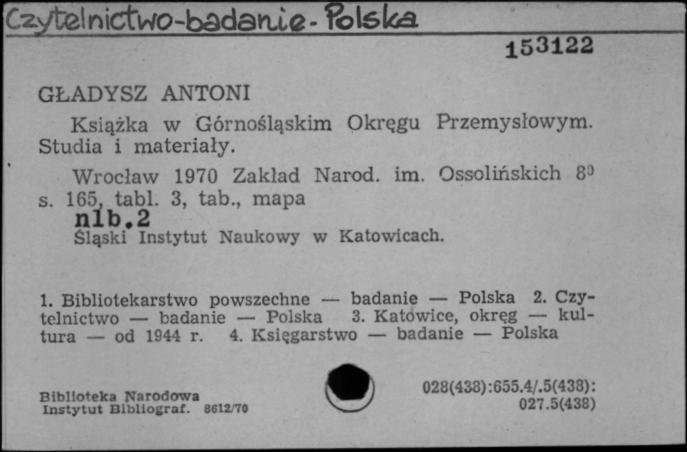 Czytelnictwo-badanie-Polska
153122
GŁADYSZ ANTONI
Książka w Górnośląskim Okręgu Przemysłowym.
Studia i materiały.
Wrocław 1970 Zakład Narod. im. Ossolińskich 8⁰
s. 165, tabl. 3, tab., mapa
nlb.2
Śląski Instytut Naukowy w Katowicach.
1. Bibliotekarstwo powszechne — badanie — Polska 2. Czy-
telnictwo — badanie — Polska 3. Katowice, okręg — kul-
tura — od 1944 r. 4. Księgarstwo — badanie — Polska
Biblioteka Narodowa
Instytut Bibliograf. 8612/70
028(438):655.4/.5(438):
027.5(438)